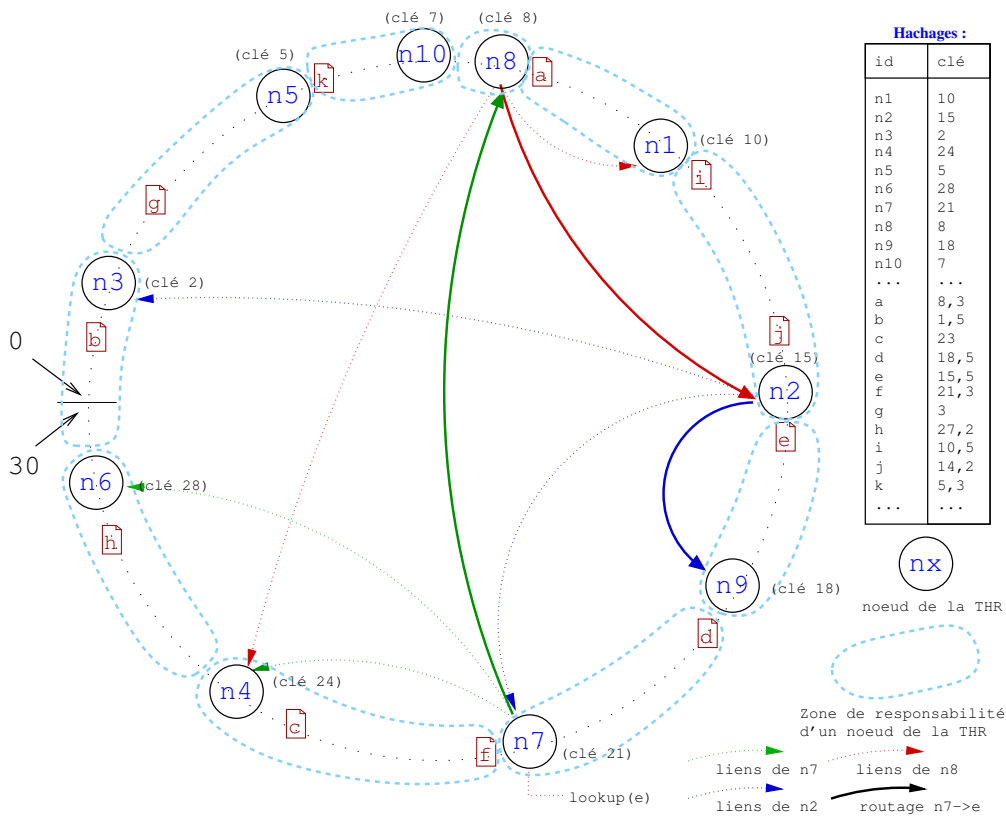 (clé 7)
(clé 8)
(clé 5)
n10
n8
n5
k
a
n1
(clé 10)
i
g
n3
(clé 2)
b
0
30
j
(clé 15)
n2
e
n6
(clé 28)
h
n9
(clé 18)
d
n4
(clé 24)
c
f
n7
(clé 21)
lookup(e)
Hachages :
id clé
n1 10
n2 15
n3 2
n4 24
n5 5
n6 28
n7 21
n8 8
n9 18
n10 7
... ...
a 8,3
b 1,5
c 23
d 18,5
e 15,5
f 21,3
g 3
h 27,2
i 10,5
j 14,2
k 5,3
... ...
nx
noeud de la THR
Zone de responsabilité
d'un noeud de la THR
liens de n7
liens de n8
liens de n2
routage n7->e